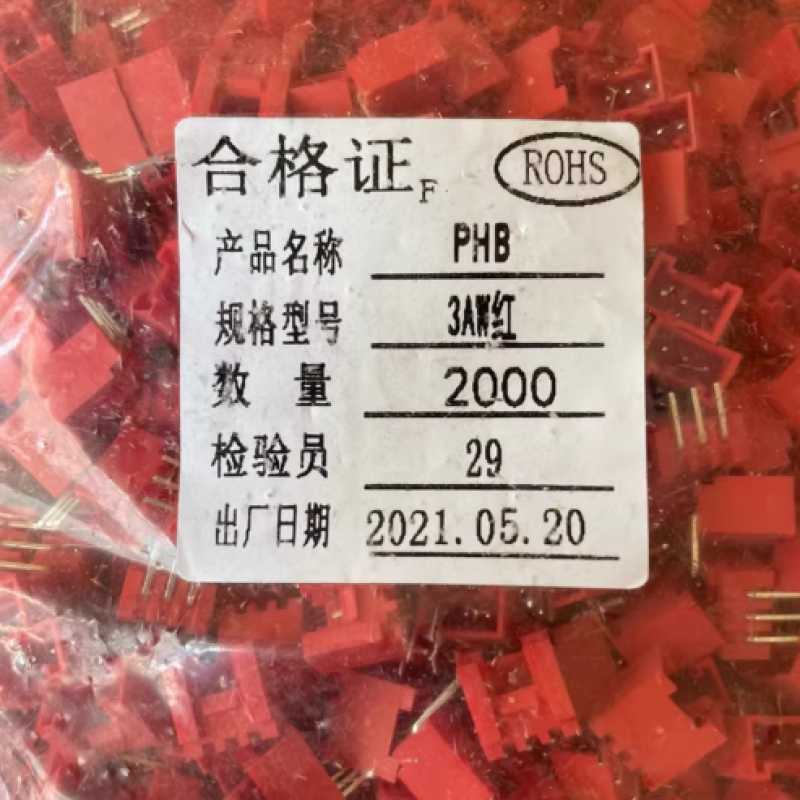 合格证F ROHS
产品名称 PHB
规格型号 3AW红
数量 2000
检验员 29
出厂日期 2021.05.20